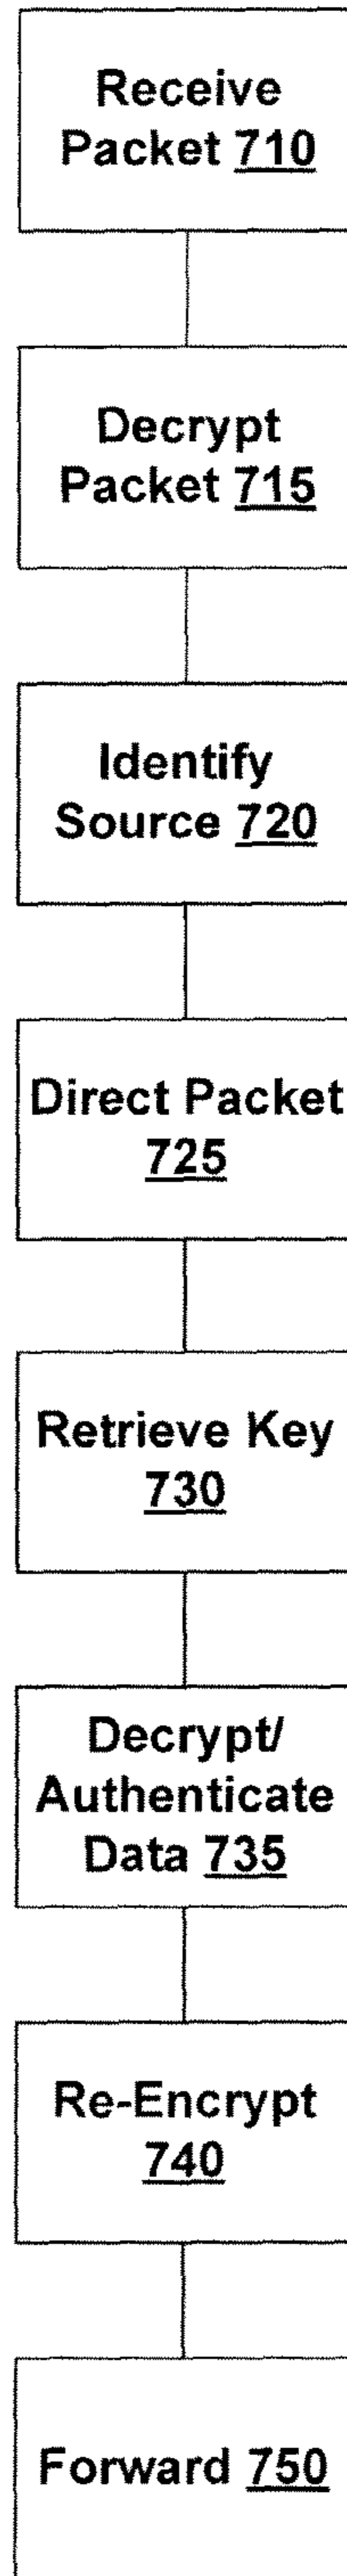 Receive
Packet 710
Decrypt
Packet 715
Identify
Source 720
Direct Packet
725
Retrieve Key
730
Decrypt/
Authenticate
Data 735
Re-Encrypt
740
Forward 750